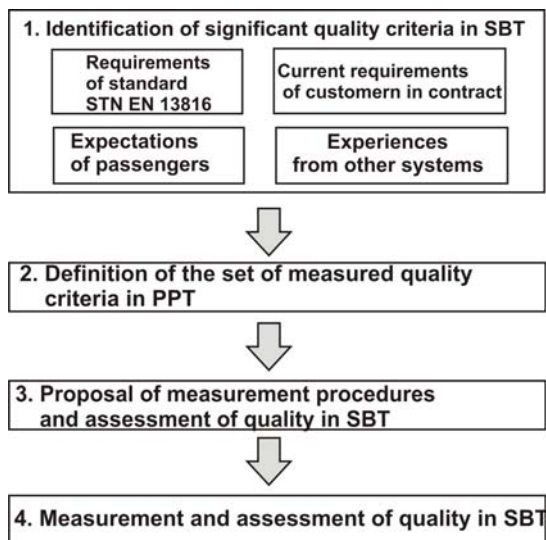 1. Identification of significant quality criteria in SBT
Requirements
of standard
STN EN 13816
Current requirements
of customern in contract
Expectations
of passengers
Experiences
from other systems
2. Definition of the set of measured quality
criteria in PPT
3. Proposal of measurement procedures
and assessment of quality in SBT
4. Measurement and assessment of quality in SBT